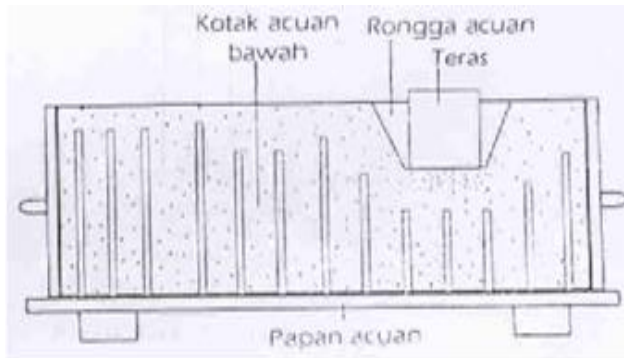 Kotak acuan
bawah
Rongga acuan
Teras
Papan acuan